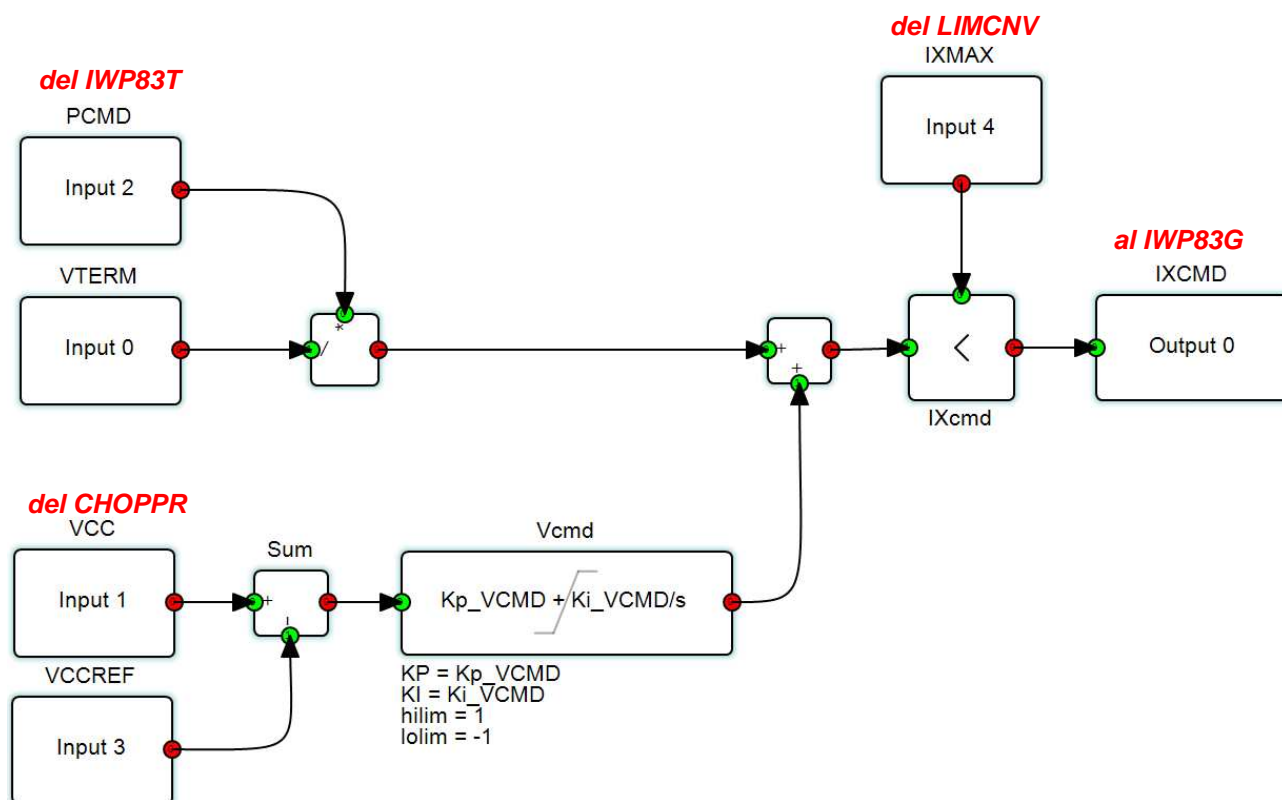 del LIMCNV
IXMAX
Input 4
del IWP83T
PCMD
Input 2
VTERM
Input 0
*
/
+
+
<
IXcmd
al IWP83G
IXCMD
Output 0
del CHOPPR
VCC
Input 1
Sum
+
-
Vcmd
Kp_VCMD + Ki_VCMD/s
KP = Kp_VCMD
KI = Ki_VCMD
hilim = 1
lolim = -1
VCCREF
Input 3